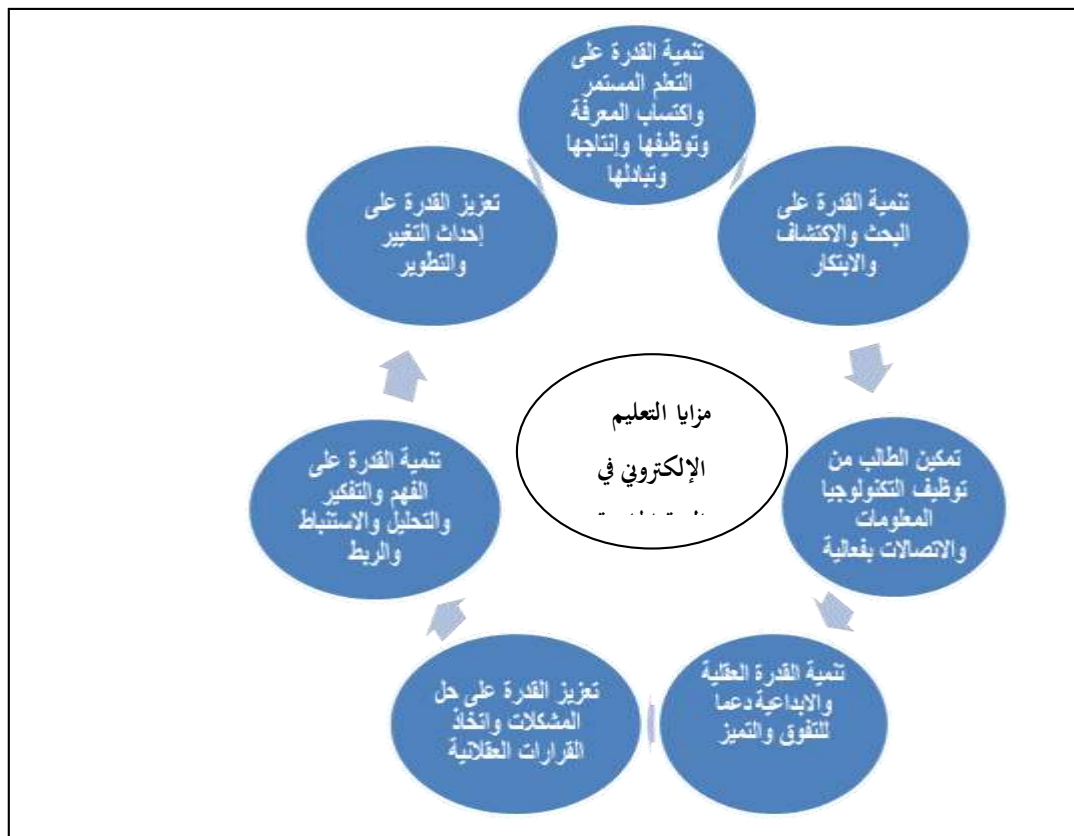 تنمية القدرة على
التعلم المستمر
واكتساب المعرفة
وتوظيفها وإنتاجها
وتبادلها
تنمية القدرة على
البحث والاكتشاف
والابتكار
تمكين الطالب من
توظيف التكنولوجيا
المعلومات
والاتصالات بفعالية
تنمية القدرة العقلية
والابداعية دعما
للتفوق والتميز
تعزيز القدرة على حل
المشكلات واتخاذ
القرارات العقلانية
تنمية القدرة على
الفهم والتفكير
والتحليل والاستنباط
والربط
تعزيز القدرة على
إحداث التغيير
والتطوير
مزايا التعليم
الإلكتروني في